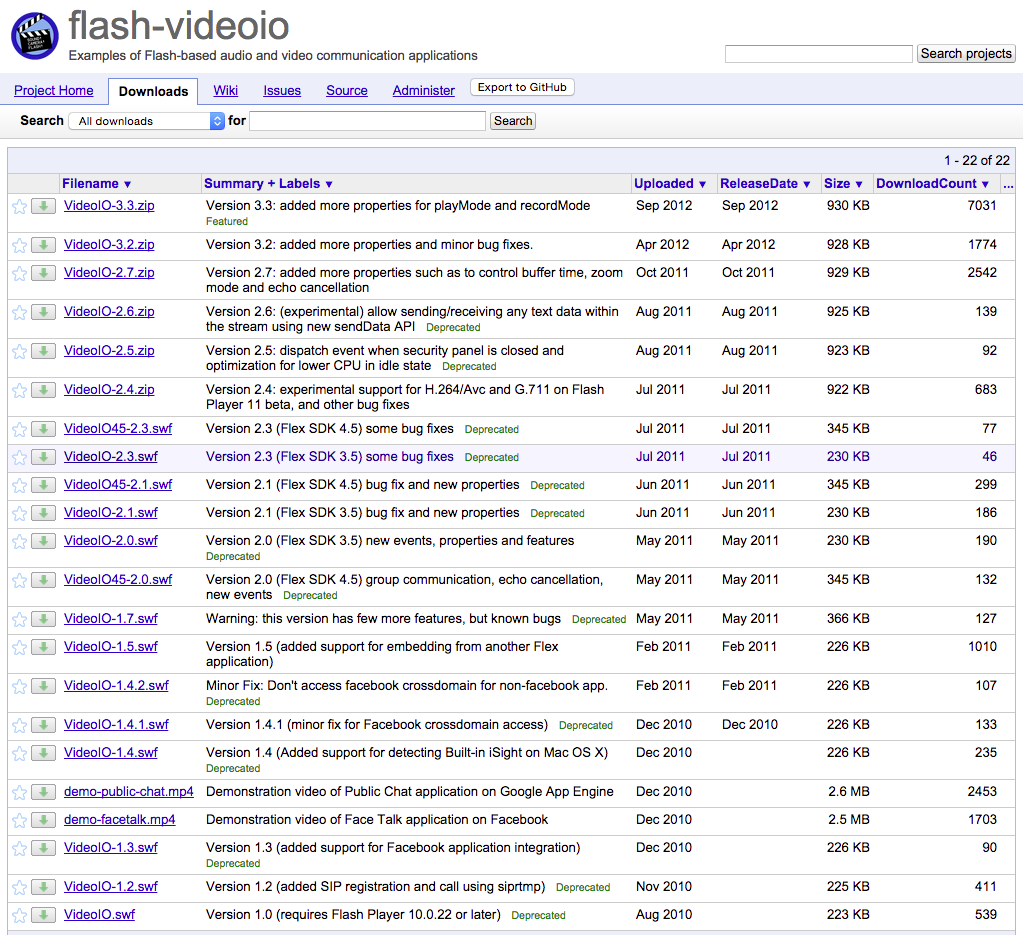 flash-videoio
Examples of Flash-based audio and video communication applications
Search projects
Project Home Downloads Wiki Issues Source Administer Export to GitHub
Search All downloads for Search
1 - 22 of 22
Filename ▼ Summary + Labels ▼ Uploaded ▼ ReleaseDate ▼ Size ▼ DownloadCount ▼ ...
VideoIO-3.3.zip Version 3.3: added more properties for playMode and recordMode Sep 2012 Sep 2012 930 KB 7031
Featured
VideoIO-3.2.zip Version 3.2: added more properties and minor bug fixes. Apr 2012 Apr 2012 928 KB 1774
VideoIO-2.7.zip Version 2.7: added more properties such as to control buffer time, zoom Oct 2011 Oct 2011 929 KB 2542
mode and echo cancellation
VideoIO-2.6.zip Version 2.6: (experimental) allow sending/receiving any text data within Aug 2011 Aug 2011 925 KB 139
the stream using new sendData API Deprecated
VideoIO-2.5.zip Version 2.5: dispatch event when security panel is closed and Aug 2011 Aug 2011 923 KB 92
optimization for lower CPU in idle state Deprecated
VideoIO-2.4.zip Version 2.4: experimental support for H.264/Avc and G.711 on Flash Jul 2011 Jul 2011 922 KB 683
Player 11 beta, and other bug fixes
VideoIO45-2.3.swf Version 2.3 (Flex SDK 4.5) some bug fixes Deprecated Jul 2011 Jul 2011 345 KB 77
VideoIO-2.3.swf Version 2.3 (Flex SDK 3.5) some bug fixes Deprecated Jul 2011 Jul 2011 230 KB 46
VideoIO45-2.1.swf Version 2.1 (Flex SDK 4.5) bug fix and new properties Deprecated Jun 2011 Jun 2011 345 KB 299
VideoIO-2.1.swf Version 2.1 (Flex SDK 3.5) bug fix and new properties Deprecated Jun 2011 Jun 2011 230 KB 186
VideoIO-2.0.swf Version 2.0 (Flex SDK 3.5) new events, properties and features May 2011 May 2011 230 KB 190
Deprecated
VideoIO45-2.0.swf Version 2.0 (Flex SDK 4.5) group communication, echo cancellation, May 2011 May 2011 345 KB 132
new events Deprecated
VideoIO-1.7.swf Warning: this version has few more features, but known bugs Deprecated May 2011 May 2011 366 KB 127
VideoIO-1.5.swf Version 1.5 (added support for embedding from another Flex Feb 2011 Feb 2011 226 KB 1010
application)
VideoIO-1.4.2.swf Minor Fix: Don't access facebook crossdomain for non-facebook app. Feb 2011 Feb 2011 226 KB 107
Deprecated
VideoIO-1.4.1.swf Version 1.4.1 (minor fix for Facebook crossdomain access) Deprecated Dec 2010 Dec 2010 226 KB 133
VideoIO-1.4.swf Version 1.4 (Added support for detecting Built-in iSight on Mac OS X) Dec 2010 226 KB 235
Deprecated
demo-public-chat.mp4 Demonstration video of Public Chat application on Google App Engine Dec 2010 2.6 MB 2453
demo-facetalk.mp4 Demonstration video of Face Talk application on Facebook Dec 2010 2.5 MB 1703
VideoIO-1.3.swf Version 1.3 (added support for Facebook application integration) Dec 2010 226 KB 90
Deprecated
VideoIO-1.2.swf Version 1.2 (added SIP registration and call using siprtmp) Deprecated Nov 2010 225 KB 411
VideoIO.swf Version 1.0 (requires Flash Player 10.0.22 or later) Deprecated Aug 2010 223 KB 539